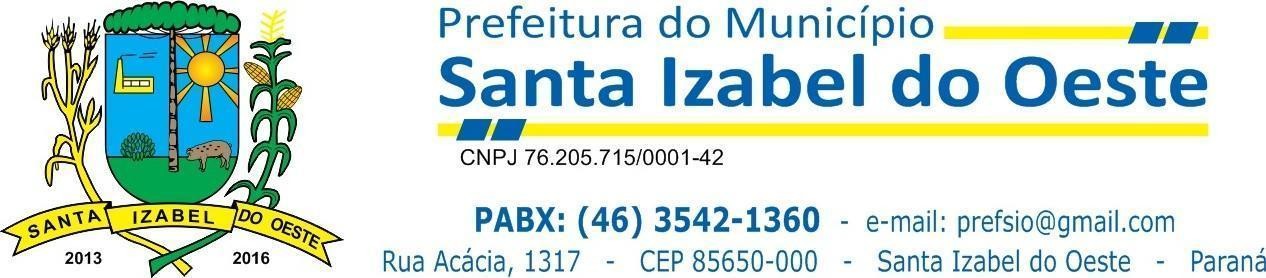 SANTA IZABEL DO OESTE
2013 2016
Prefeitura do Município
Santa Izabel do Oeste
CNPJ 76.205.715/0001-42
PABX: (46) 3542-1360 - e-mail: prefsio@gmail.com
Rua Acácia, 1317 - CEP 85650-000 - Santa Izabel do Oeste - Paraná